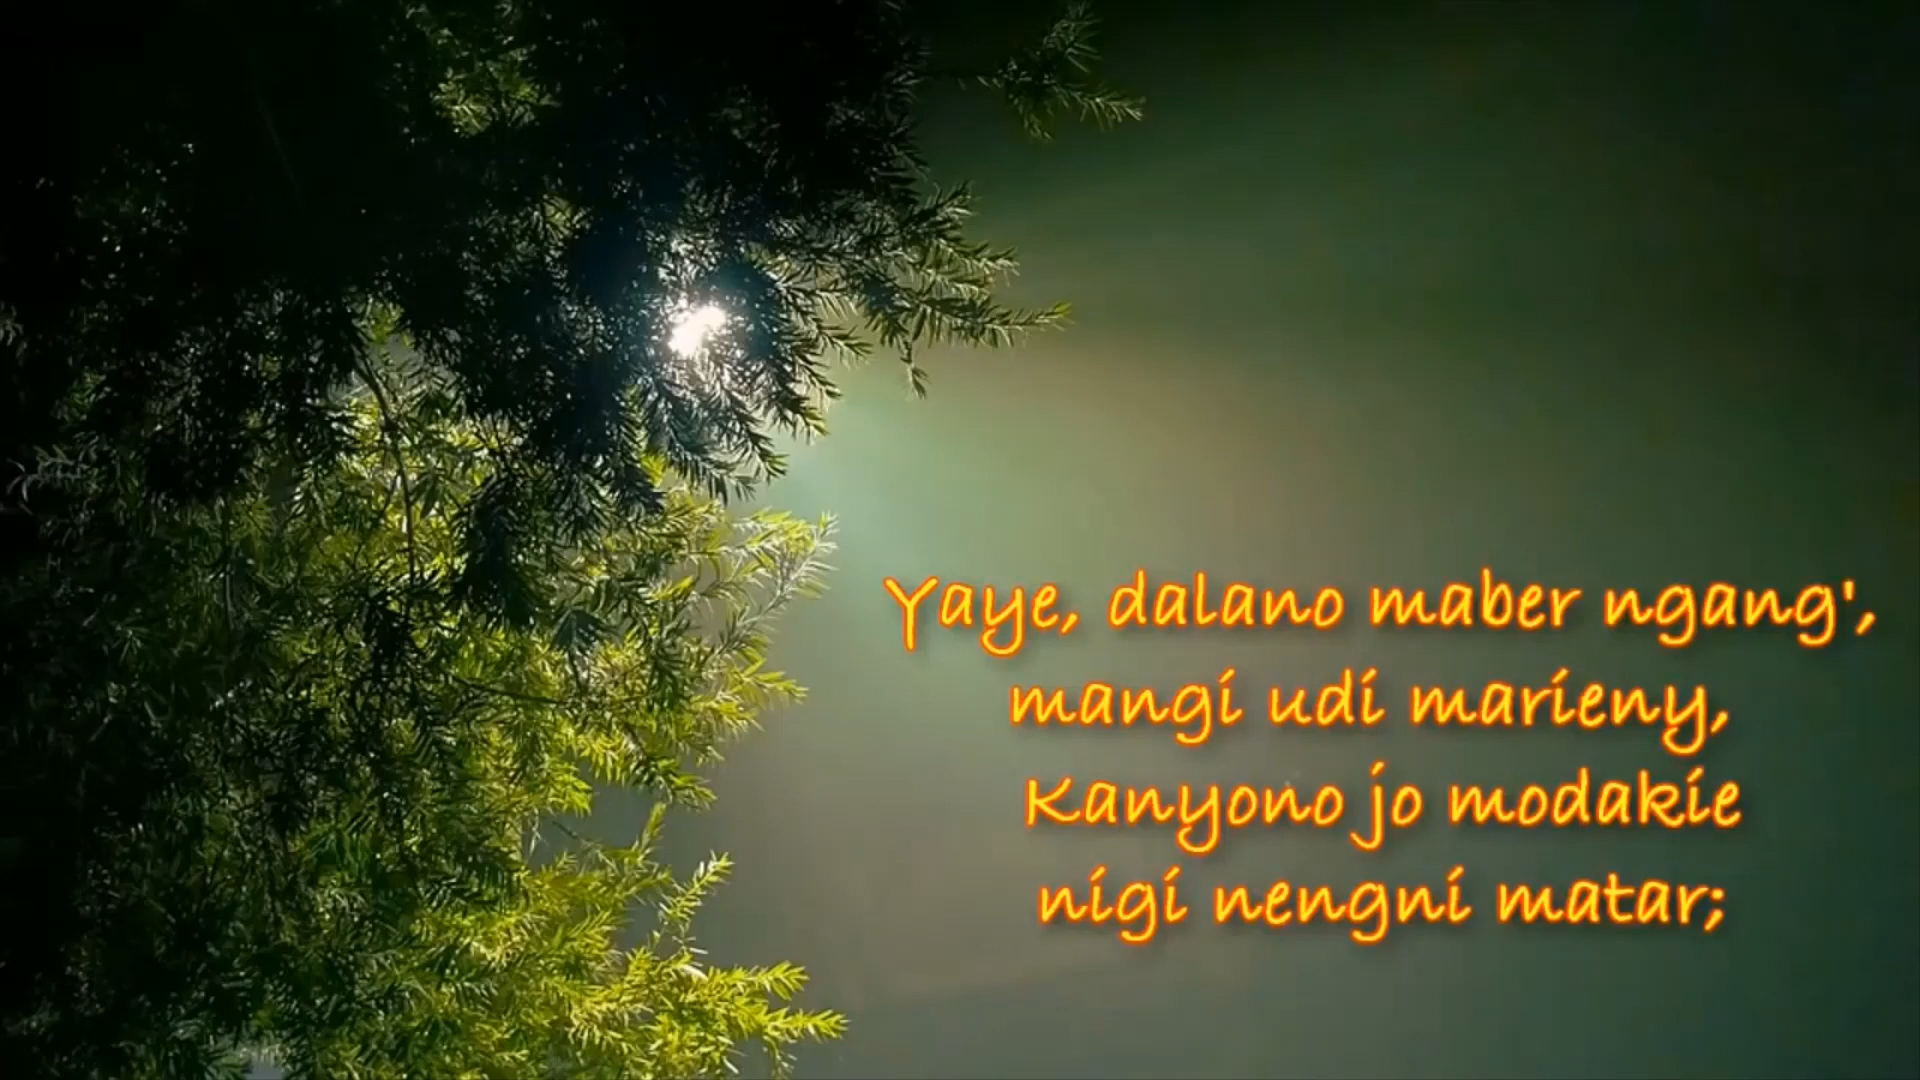 Yaye, dalano maber ngang',
mangi udi marieny,
Kanyono jo modakie
nigi nengni matar;